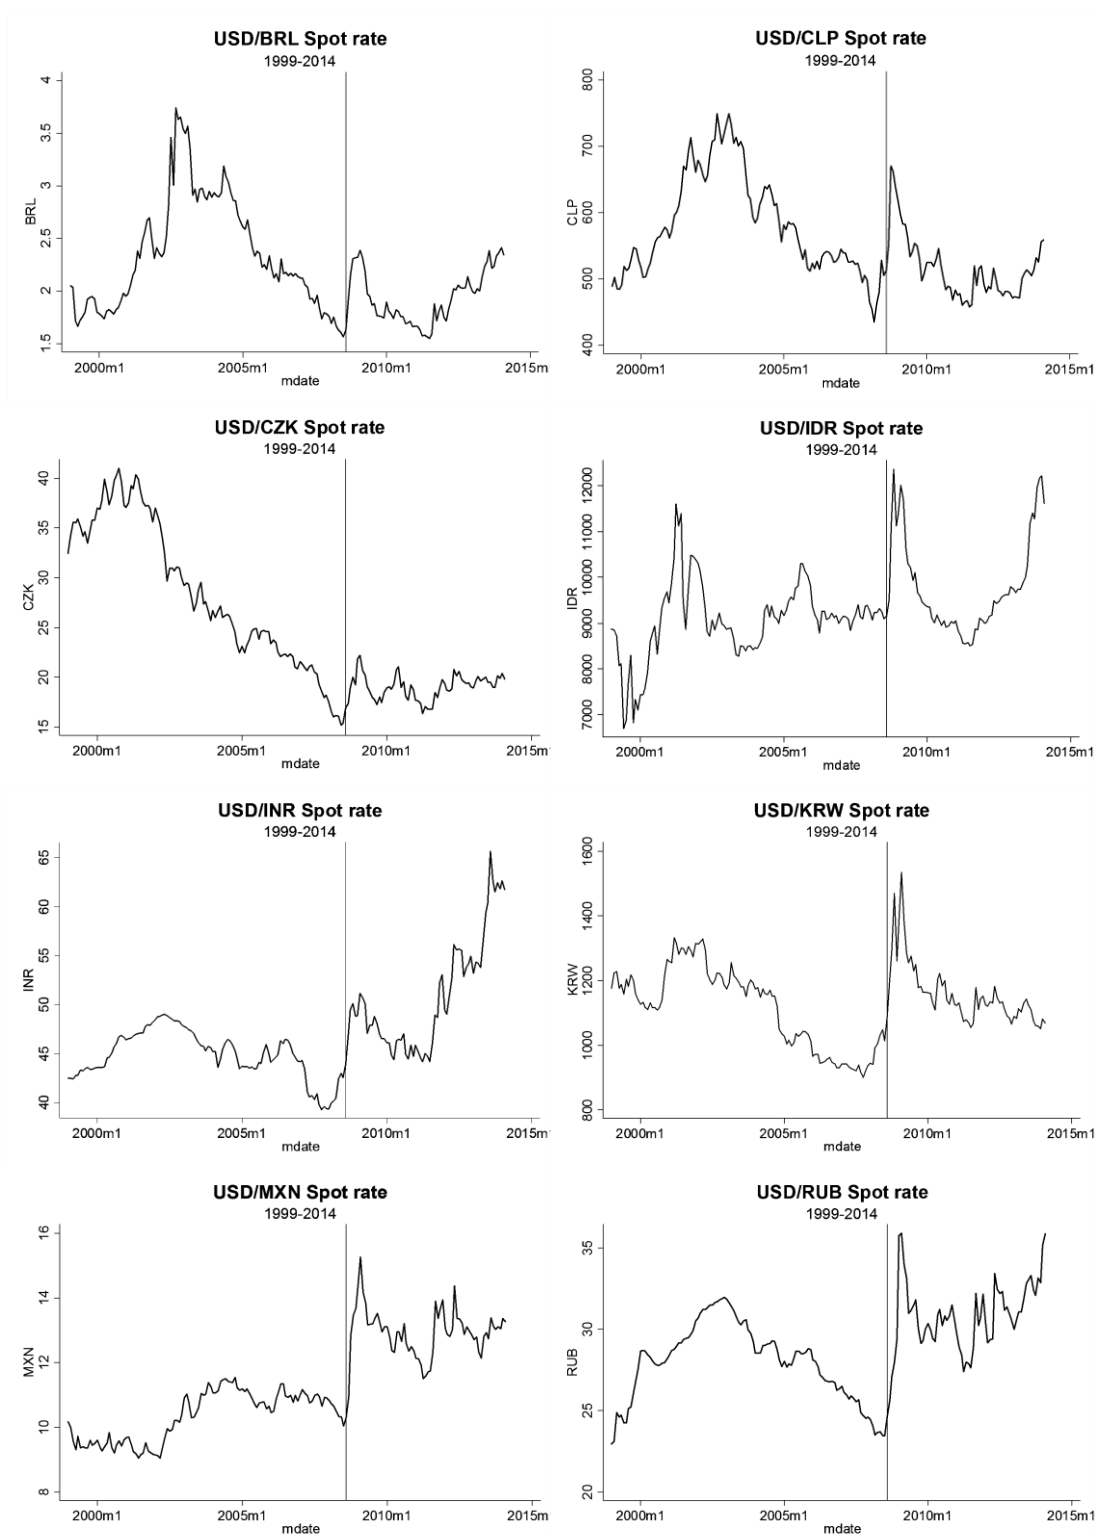 USD/BRL Spot rate
1999-2014
BRL
4
3.5
3
2.5
2
1.5
2000m1 2005m1 2010m1 2015m
mdate
USD/CLP Spot rate
1999-2014
CLP
800
700
600
500
400
2000m1 2005m1 2010m1 2015m1
mdate
USD/CZK Spot rate
1999-2014
CZK
40
35
30
25
20
15
2000m1 2005m1 2010m1 2015m
mdate
USD/IDR Spot rate
1999-2014
IDR
12000
11000
10000
9000
8000
7000
2000m1 2005m1 2010m1 2015m1
mdate
USD/INR Spot rate
1999-2014
INR
65
60
55
50
45
40
2000m1 2005m1 2010m1 2015m
mdate
USD/KRW Spot rate
1999-2014
KRW
1600
1400
1200
1000
800
2000m1 2005m1 2010m1 2015m1
mdate
USD/MXN Spot rate
1999-2014
MXN
16
14
12
10
8
2000m1 2005m1 2010m1 2015m
mdate
USD/RUB Spot rate
1999-2014
RUB
35
30
25
20
2000m1 2005m1 2010m1 2015m1
mdate